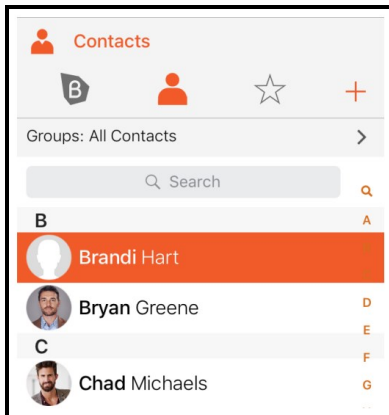 Contacts
B
Groups: All Contacts
Search
B
A
Brandi Hart
Bryan Greene
D
E
C
F
Chad Michaels
G